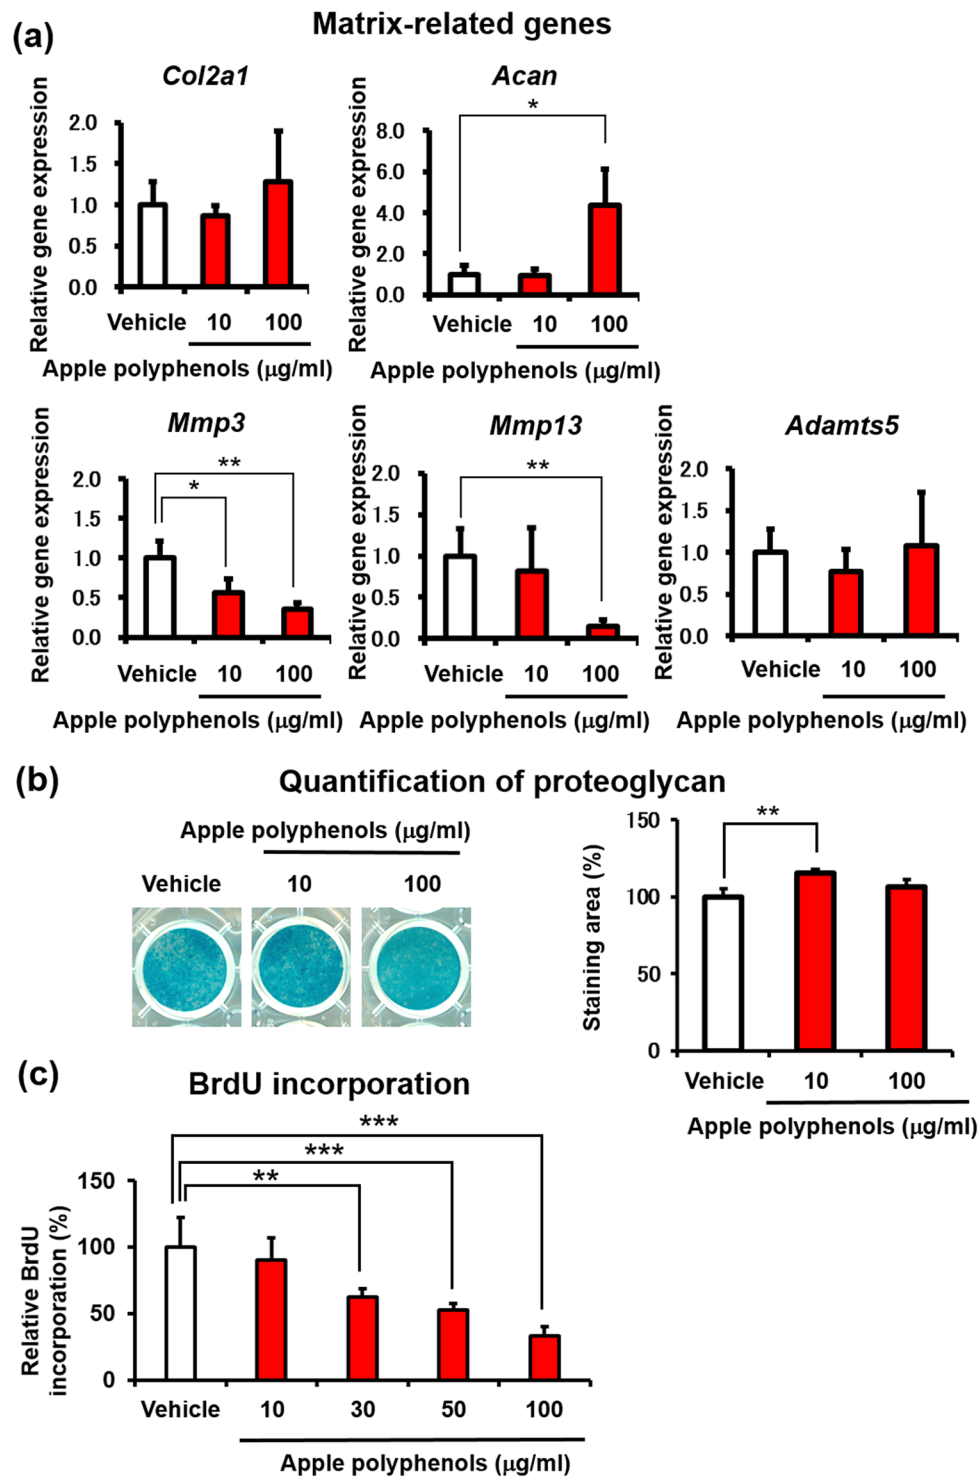 (a)
Matrix-related genes
Col2a1
Relative gene expression
2.0
1.5
1.0
0.5
0.0
Vehicle 10 100
Apple polyphenols (μg/ml)
Acan
Relative gene expression
8.0
6.0
4.0
2.0
0.0
*
Vehicle 10 100
Apple polyphenols (μg/ml)
Mmp3
Relative gene expression
2.0
1.5
1.0
0.5
0.0
**
*
Vehicle 10 100
Apple polyphenols (μg/ml)
Mmp13
Relative gene expression
2.0
1.5
1.0
0.5
0.0
**
Vehicle 10 100
Apple polyphenols (μg/ml)
Adamts5
Relative gene expression
2.0
1.5
1.0
0.5
0.0
Vehicle 10 100
Apple polyphenols (μg/ml)
(b)
Quantification of proteoglycan
Apple polyphenols (μg/ml)
Vehicle 10 100
Staining area (%)
150
100
50
0
**
Vehicle 10 100
Apple polyphenols (μg/ml)
(c)
BrdU incorporation
Relative BrdU
incorporation (%)
150
100
50
0
***
***
**
Vehicle 10 30 50 100
Apple polyphenols (μg/ml)